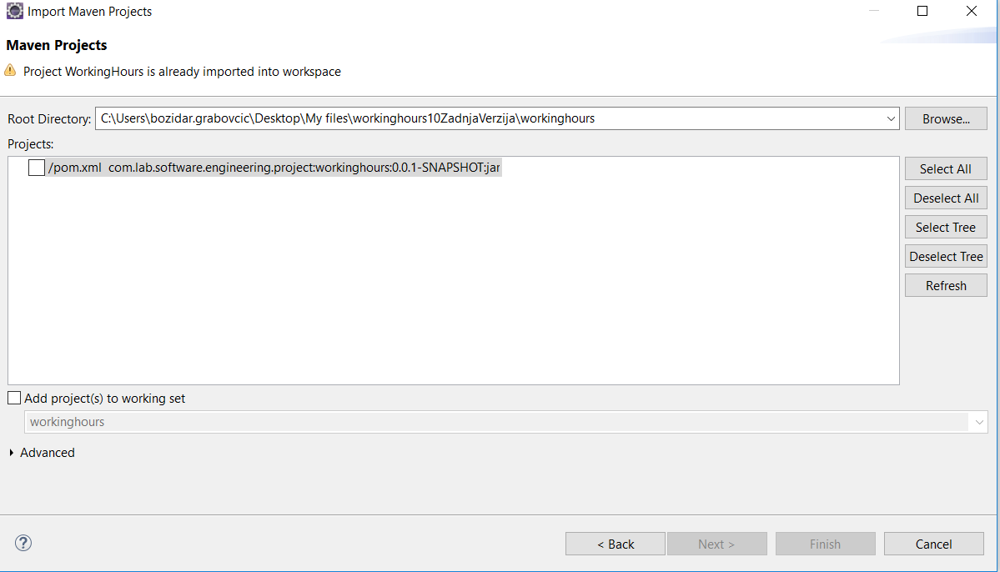 Import Maven Projects
Maven Projects
Project WorkingHours is already imported into workspace
Root Directory: C:\Users\bozidar.grabovcic\Desktop\My files\workinghours10ZadnjaVerzija\workinghours Browse...
Projects:
/pom.xml com.lab.software.engineering.project:workinghours:0.0.1-SNAPSHOT:jar
Select All
Deselect All
Select Tree
Deselect Tree
Refresh
Add project(s) to working set
workinghours
Advanced
? < Back Next > Finish Cancel